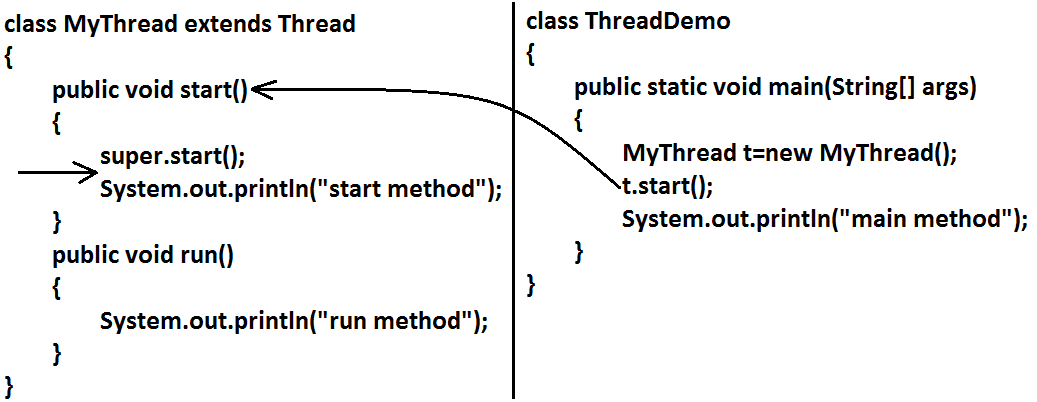 class MyThread extends Thread
{
public void start()
{
super.start();
System.out.println("start method");
}
public void run()
{
System.out.println("run method");
}
}
class ThreadDemo
{
public static void main(String[] args)
{
MyThread t=new MyThread();
t.start();
System.out.println("main method");
}
}